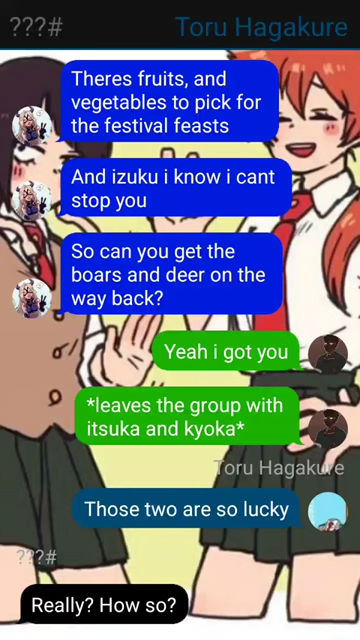 ???# Toru Hagakure
Theres fruits, and
vegetables to pick for
the festival feasts
And izuku i know i cant
stop you
So can you get the
boars and deer on the
way back?
Yeah i got you
*leaves the group with
itsuka and kyoka*
Toru Hagakure
Those two are so lucky
???#
Really? How so?